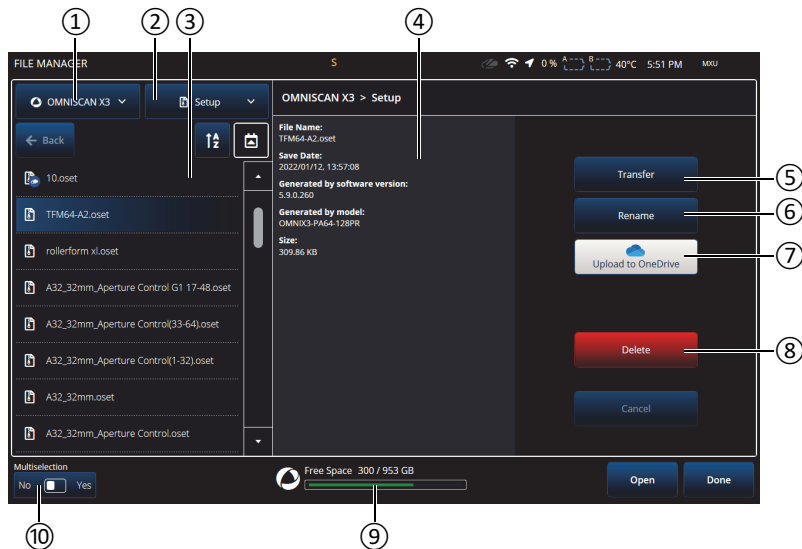 ① ② ③ ④
FILE MANAGER S 0 % A B 40°C 5:51 PM MXU
OMNISCAN X3 Setup
OMNISCAN X3 > Setup
Back
A Z
File Name:
TFM64-A2.oset
Save Date:
2022/01/12, 13:57:08
Generated by software version:
5.9.0.260
Generated by model:
OMNIX3-PA64-128PR
Size:
309.86 KB
10.oset
TFM64-A2.oset
rollerform xl.oset
A32_32mm_Aperture Control G1 17-48.oset
A32_32mm_Aperture Control(33-64).oset
A32_32mm_Aperture Control(1-32).oset
A32_32mm.oset
A32_32mm_Aperture Control.oset
Transfer ⑤
Rename ⑥
Upload to OneDrive ⑦
Delete ⑧
Cancel
Multiselection
No Yes
Free Space 300 / 953 GB
Open Done
⑩ ⑨